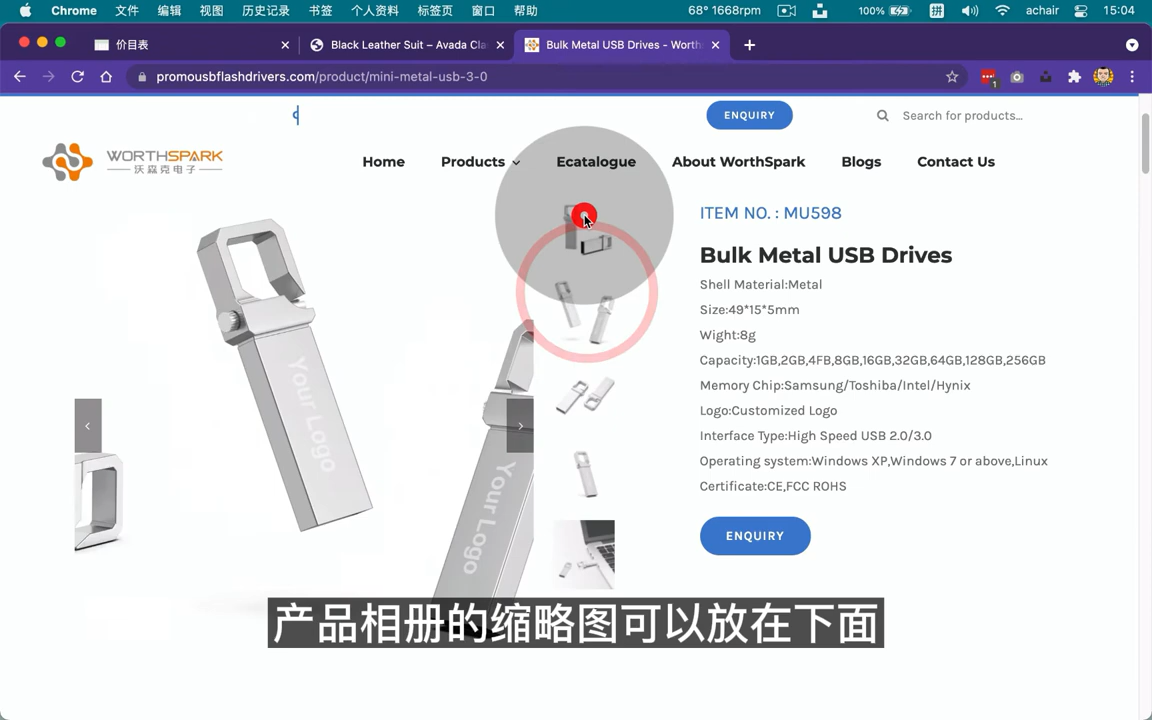 Chrome 文件 编辑 视图 历史记录 书签 个人资料 标签页 窗口 帮助 68° 1668rpm 100% 拼 achair 15:04
价目表 Black Leather Suit – Avada Cla Bulk Metal USB Drives - Worth
promousbflashdrivers.com/product/mini-metal-usb-3-0
1
ENQUIRY Search for products...
WORTHSPARK
沃森克电子
Home Products Ecatalogue About WorthSpark Blogs Contact Us
ITEM NO. : MU598
Bulk Metal USB Drives
Shell Material:Metal
Size:49*15*5mm
Wight:8g
Capacity:1GB,2GB,4FB,8GB,16GB,32GB,64GB,128GB,256GB
Memory Chip:Samsung/Toshiba/Intel/Hynix
Logo:Customized Logo
Interface Type:High Speed USB 2.0/3.0
Operating system:Windows XP,Windows 7 or above,Linux
Certificate:CE,FCC ROHS
ENQUIRY
Your Logo
Your Logo
产品相册的缩略图可以放在下面